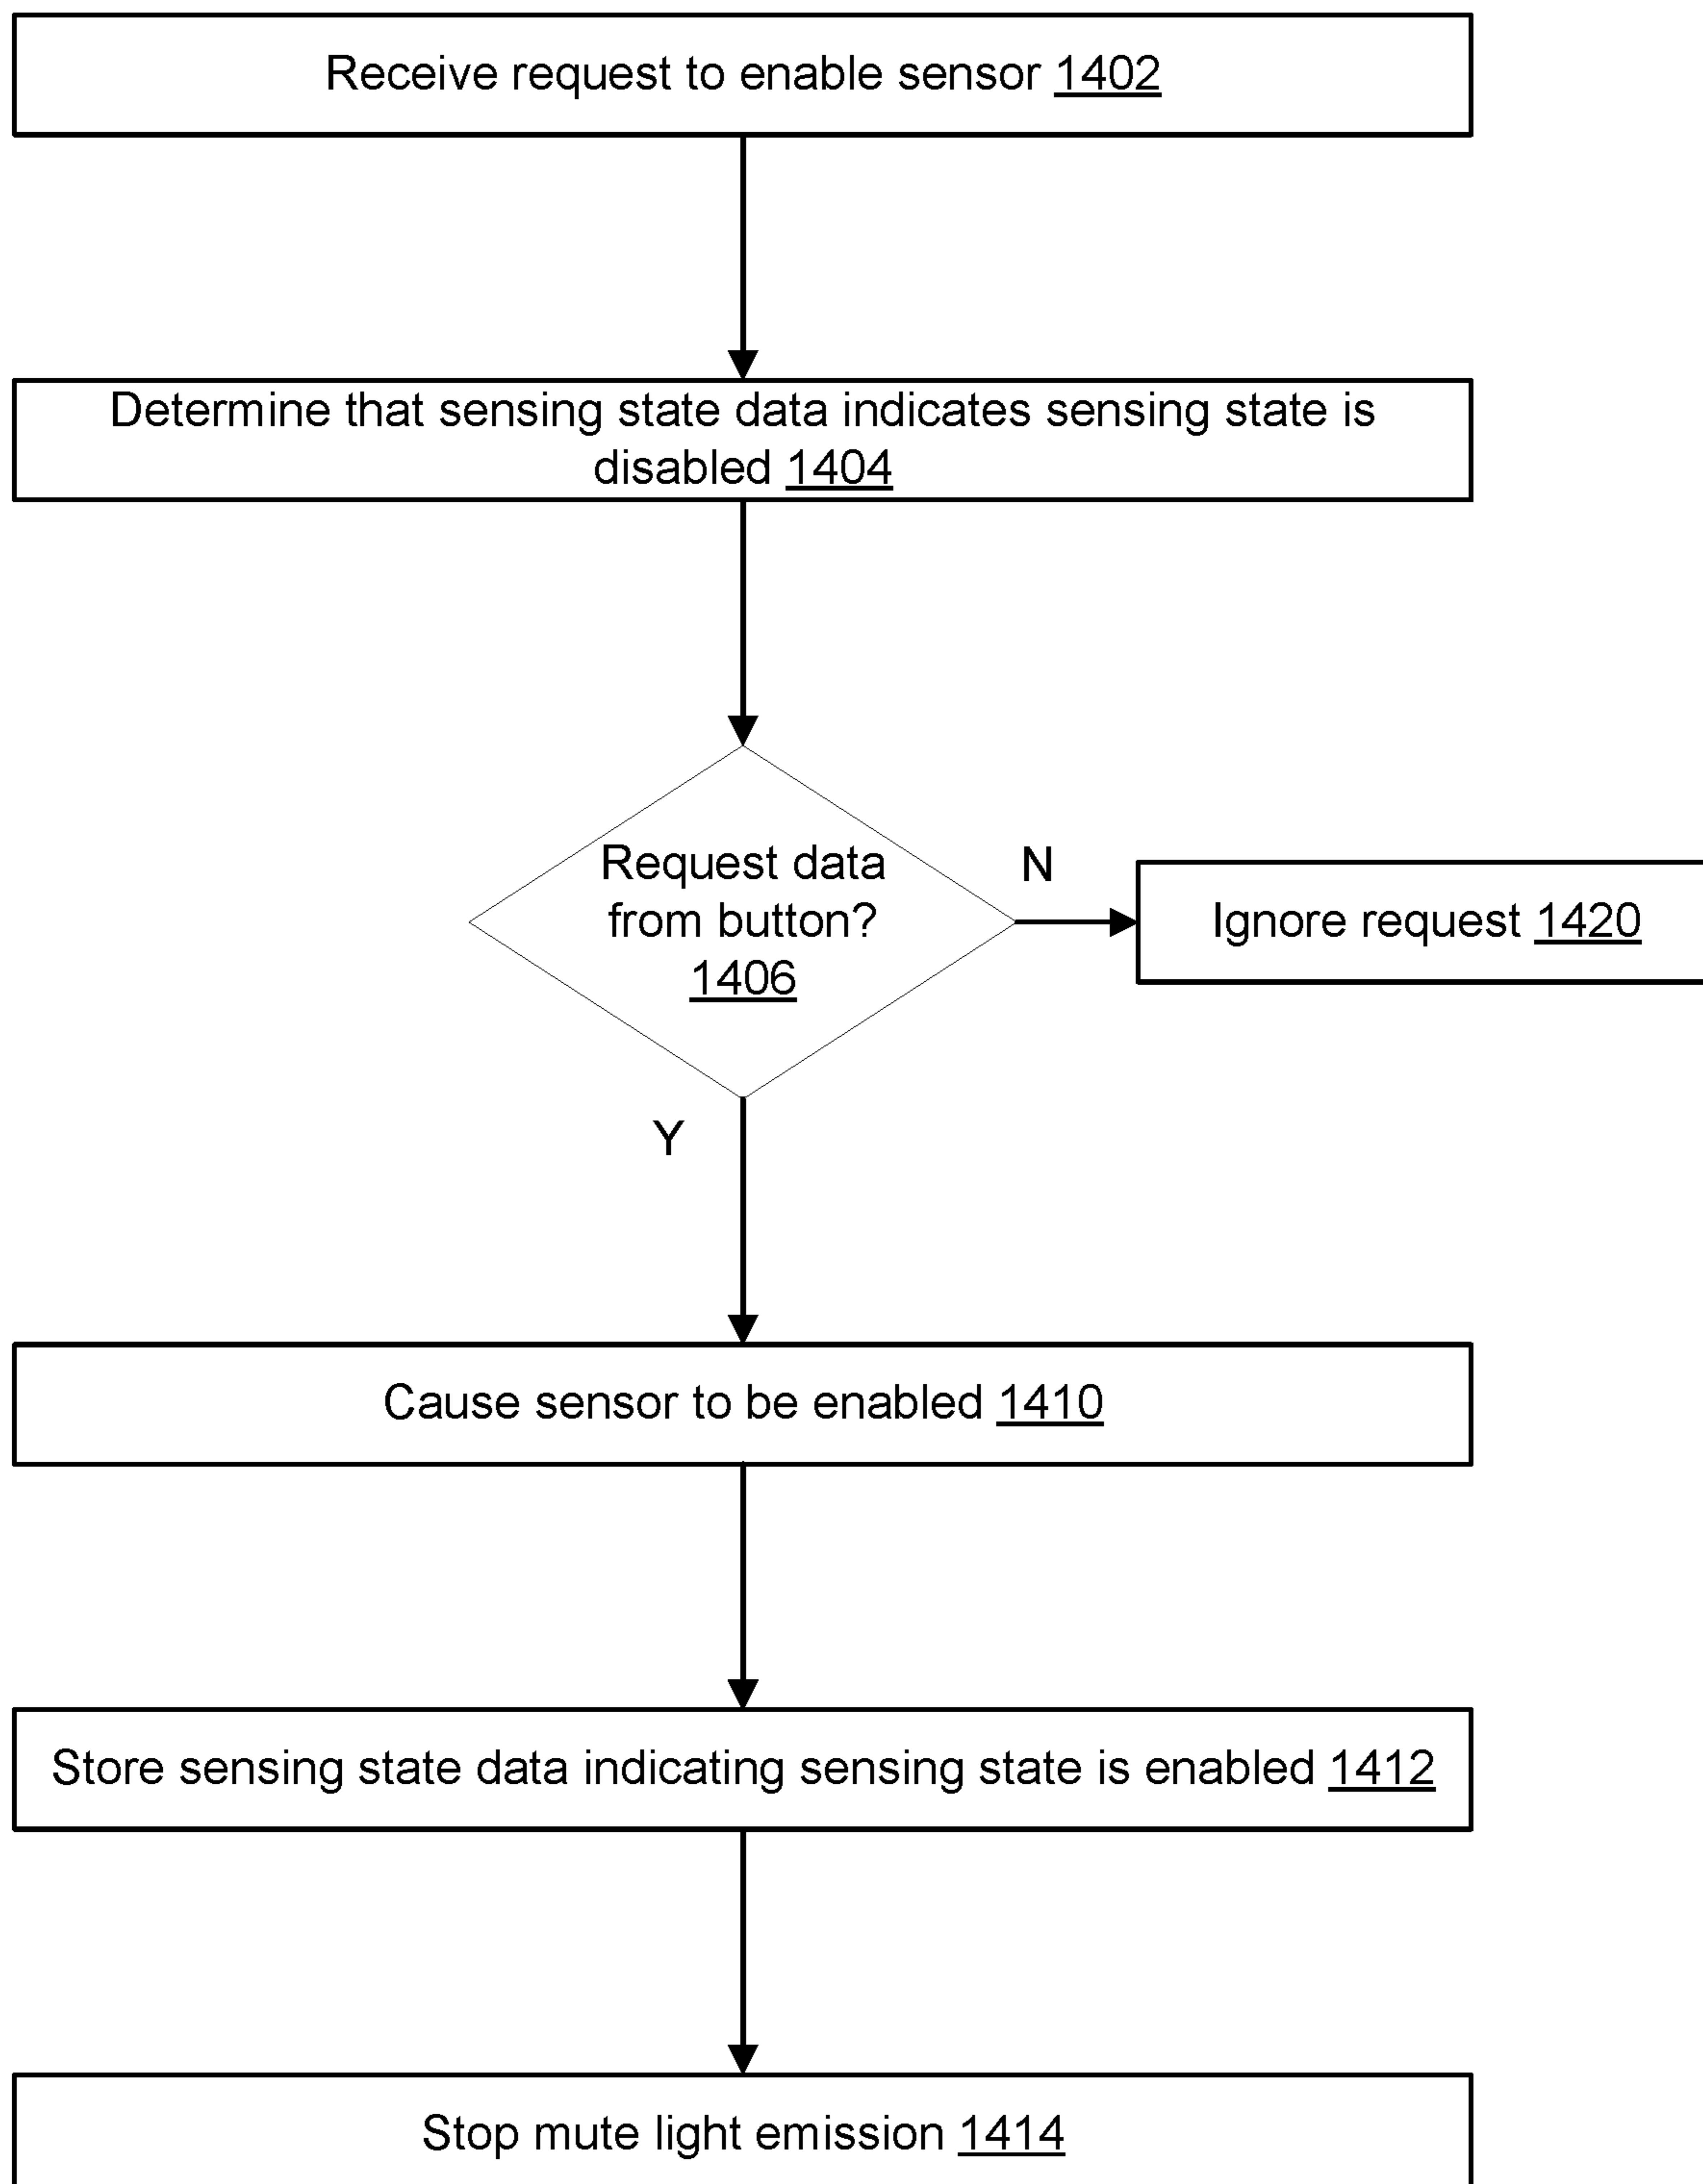 Receive request to enable sensor 1402
Determine that sensing state data indicates sensing state is
disabled 1404
Request data
from button?
1406
N
Ignore request 1420
Y
Cause sensor to be enabled 1410
Store sensing state data indicating sensing state is enabled 1412
Stop mute light emission 1414